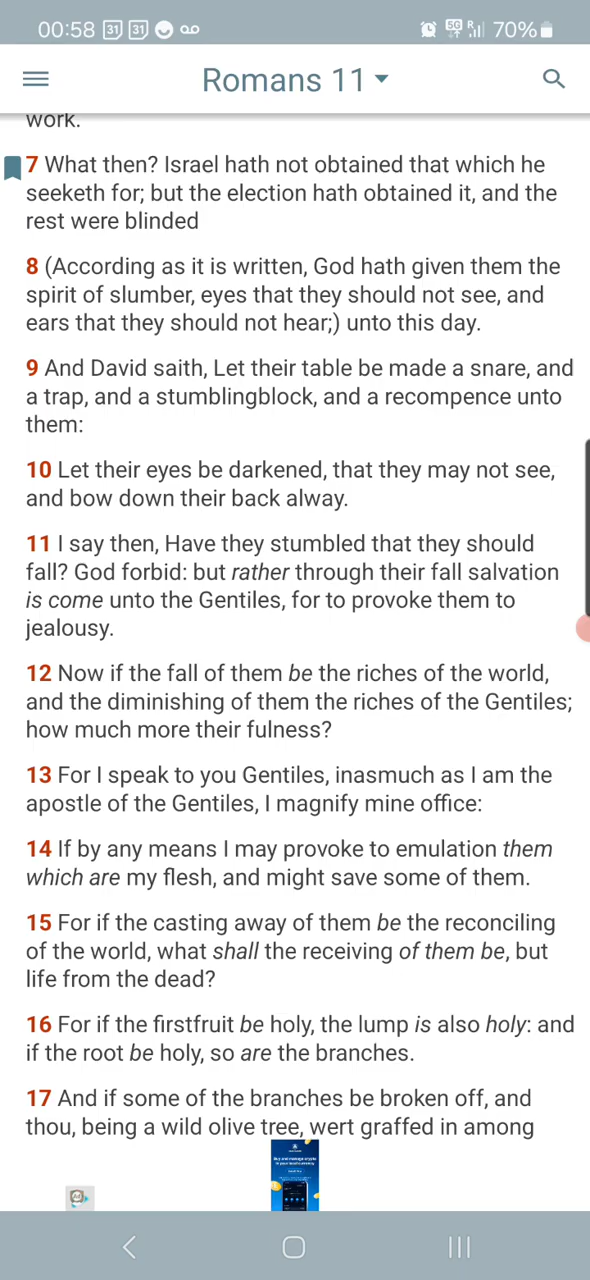 00:58 31 31 5G R 70%
Romans 11
work.
7 What then? Israel hath not obtained that which he
seeketh for; but the election hath obtained it, and the
rest were blinded
8 (According as it is written, God hath given them the
spirit of slumber, eyes that they should not see, and
ears that they should not hear;) unto this day.
9 And David saith, Let their table be made a snare, and
a trap, and a stumblingblock, and a recompence unto
them:
10 Let their eyes be darkened, that they may not see,
and bow down their back alway.
11 I say then, Have they stumbled that they should
fall? God forbid: but rather through their fall salvation
is come unto the Gentiles, for to provoke them to
jealousy.
12 Now if the fall of them be the riches of the world,
and the diminishing of them the riches of the Gentiles;
how much more their fulness?
13 For I speak to you Gentiles, inasmuch as I am the
apostle of the Gentiles, I magnify mine office:
14 If by any means I may provoke to emulation them
which are my flesh, and might save some of them.
15 For if the casting away of them be the reconciling
of the world, what shall the receiving of them be, but
life from the dead?
16 For if the firstfruit be holy, the lump is also holy: and
if the root be holy, so are the branches.
17 And if some of the branches be broken off, and
thou, being a wild olive tree, wert graffed in among